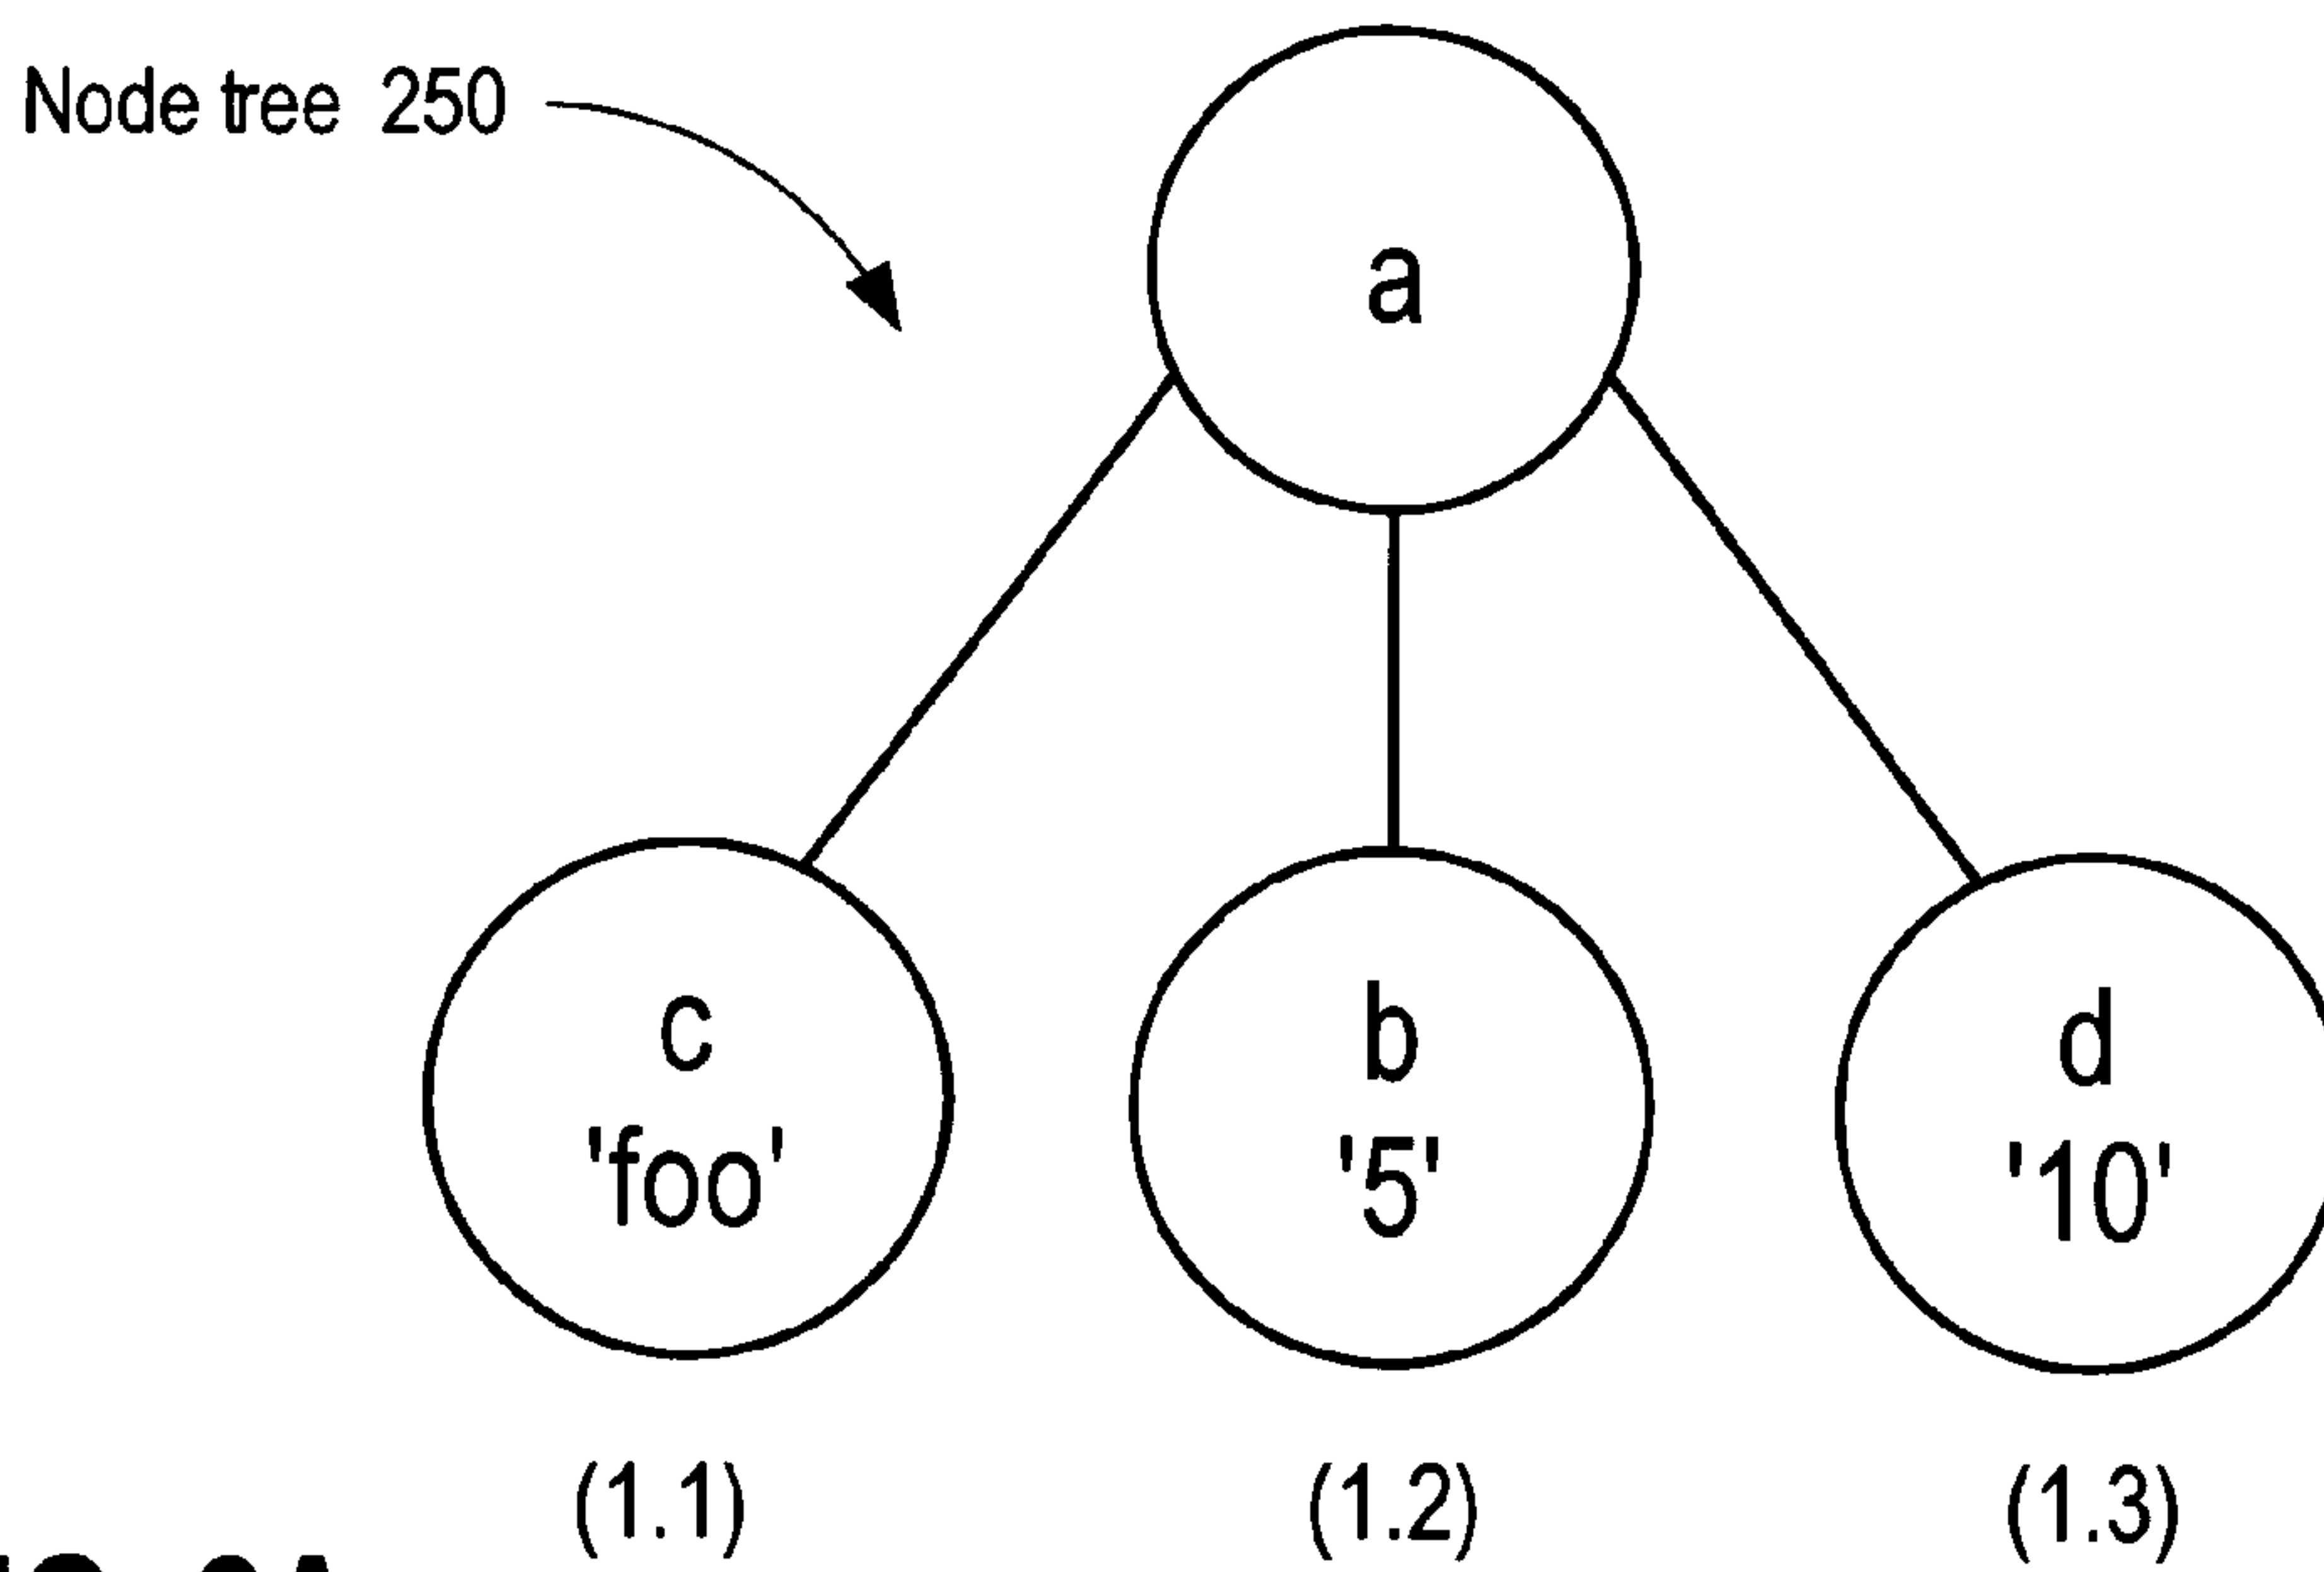 Node tree 250
a
c
'foo'
b
'5'
d
'10'
(1.1)
(1.2)
(1.3)